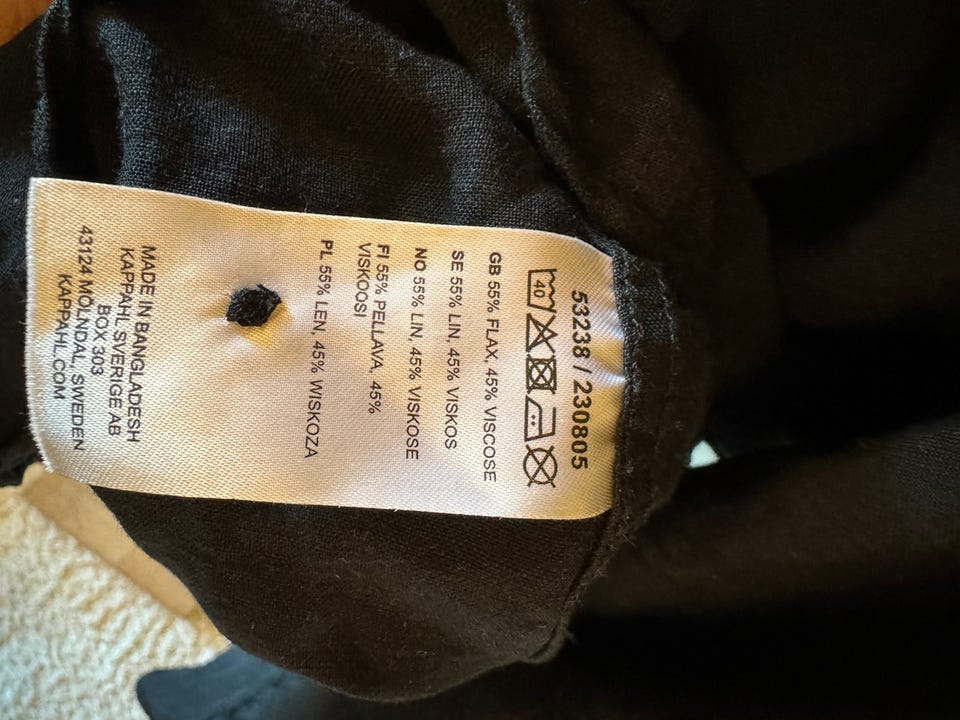 53238 / 230805
40
GB 55% FLAX, 45% VISCOSE
SE 55% LIN, 45% VISKOS
NO 55% LIN, 45% VISKOSE
FI 55% PELLAVA, 45%
VISKOOSI
PL 55% LEN, 45% WISKOZA
MADE IN BANGLADESH
KAPPAHL SVERIGE AB
BOX 303
43124 MÖLNDAL, SWEDEN
KAPPAHL.COM